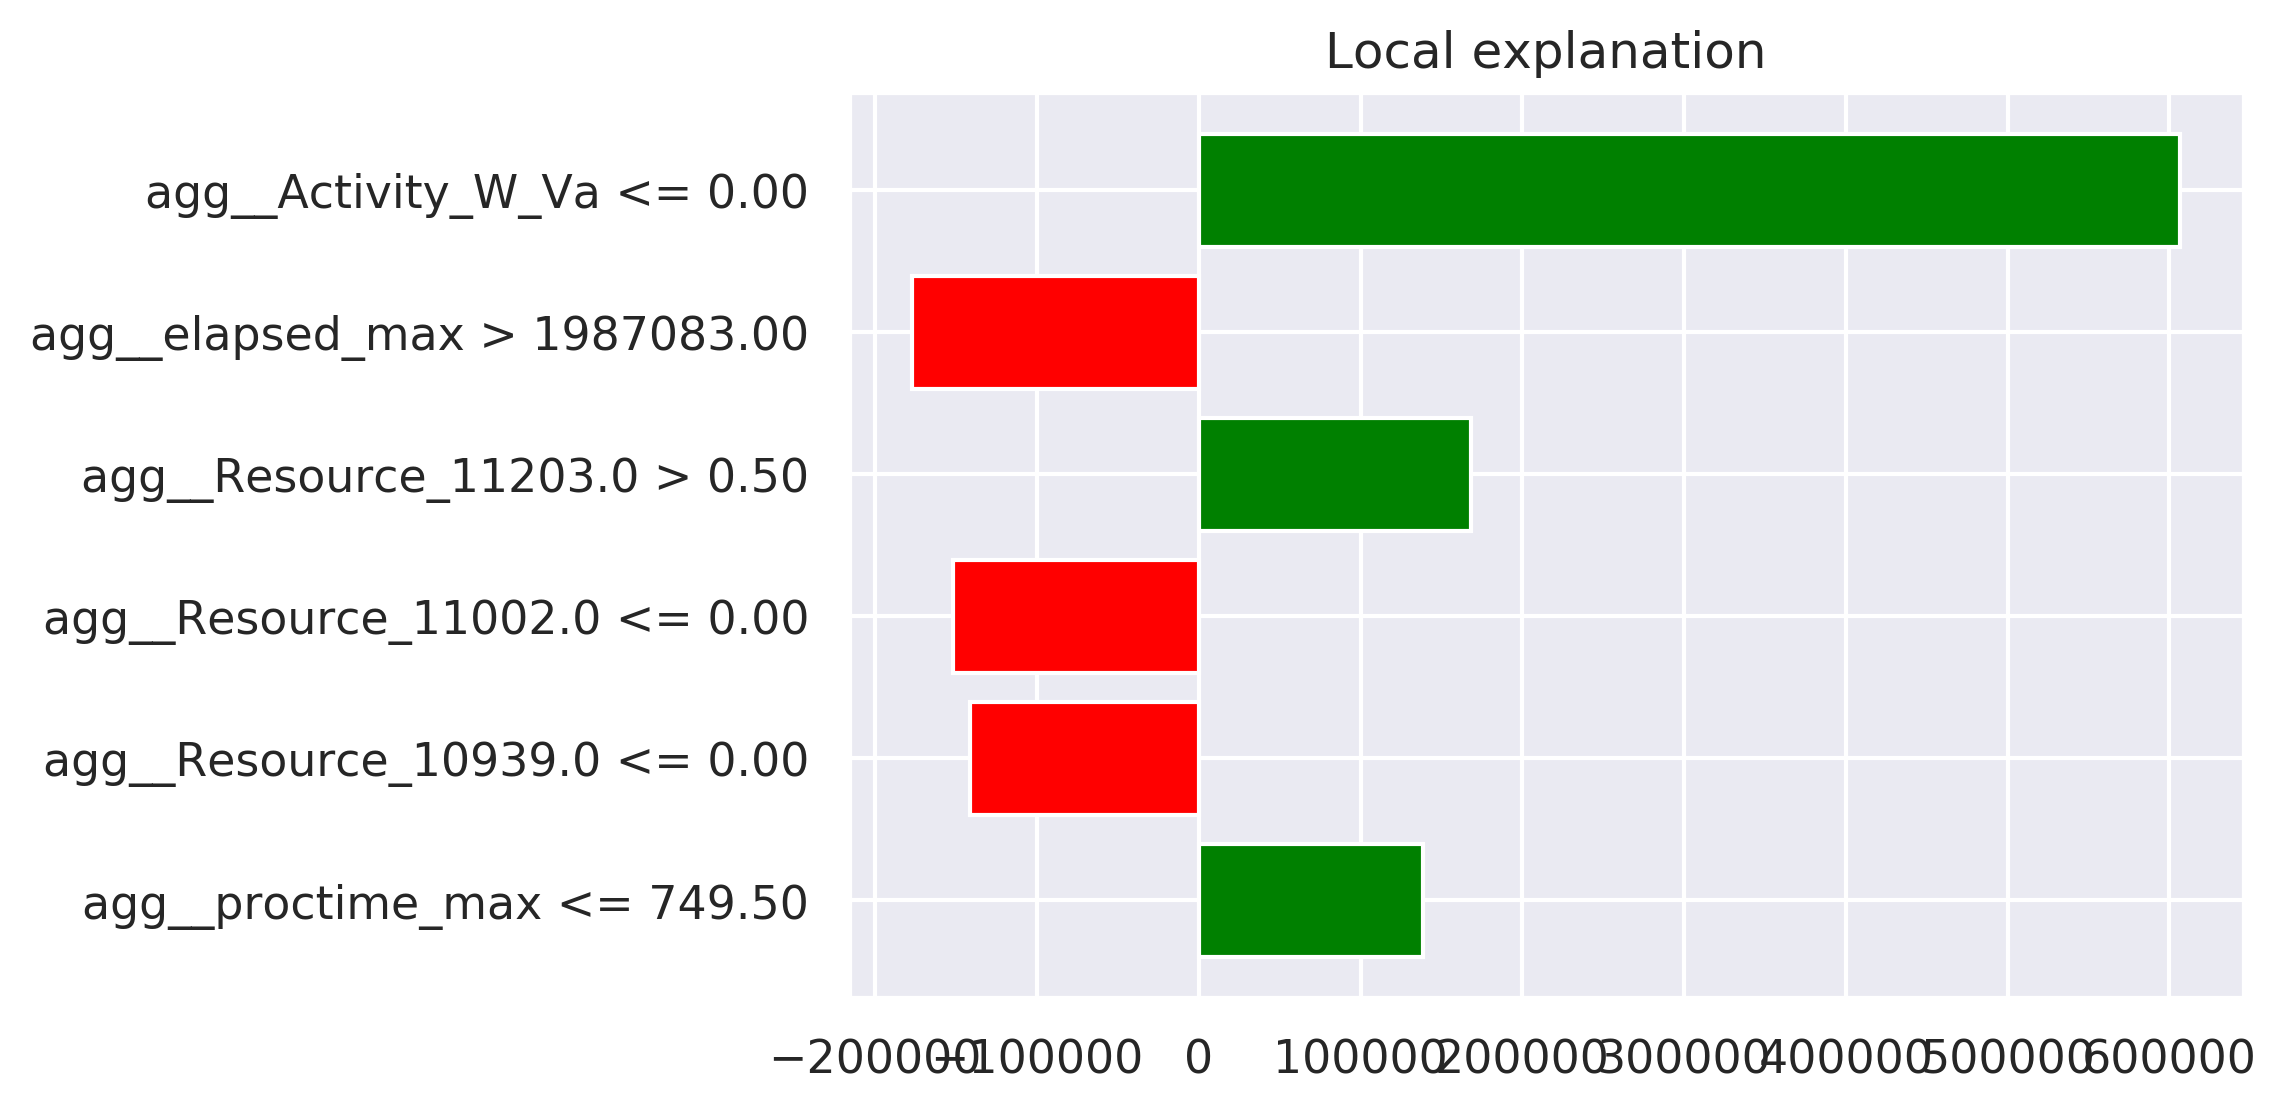 Local explanation
agg__Activity_W_Va <= 0.00
agg__elapsed_max > 1987083.00
agg__Resource_11203.0 > 0.50
agg__Resource_11002.0 <= 0.00
agg__Resource_10939.0 <= 0.00
agg__proctime_max <= 749.50
−200000 −100000 0 100000 200000 300000 400000 500000 600000